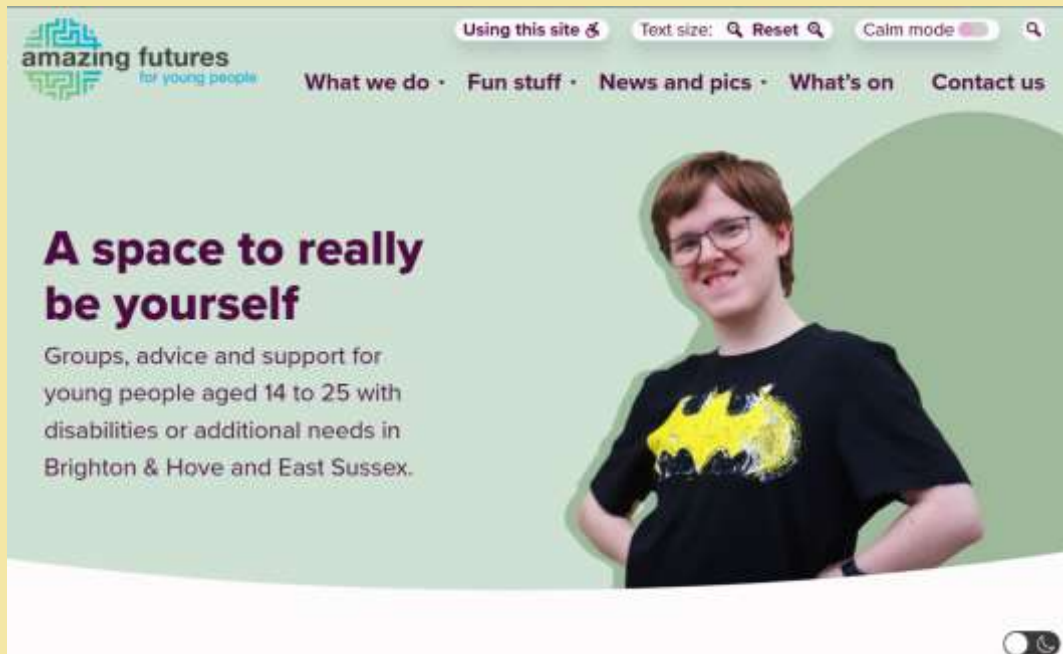 Using this site
Text size: Reset
Calm mode
amazing futures
for young people
What we do
Fun stuff
News and pics
What's on
Contact us
A space to really
be yourself
Groups, advice and support for
young people aged 14 to 25 with
disabilities or additional needs in
Brighton & Hove and East Sussex.